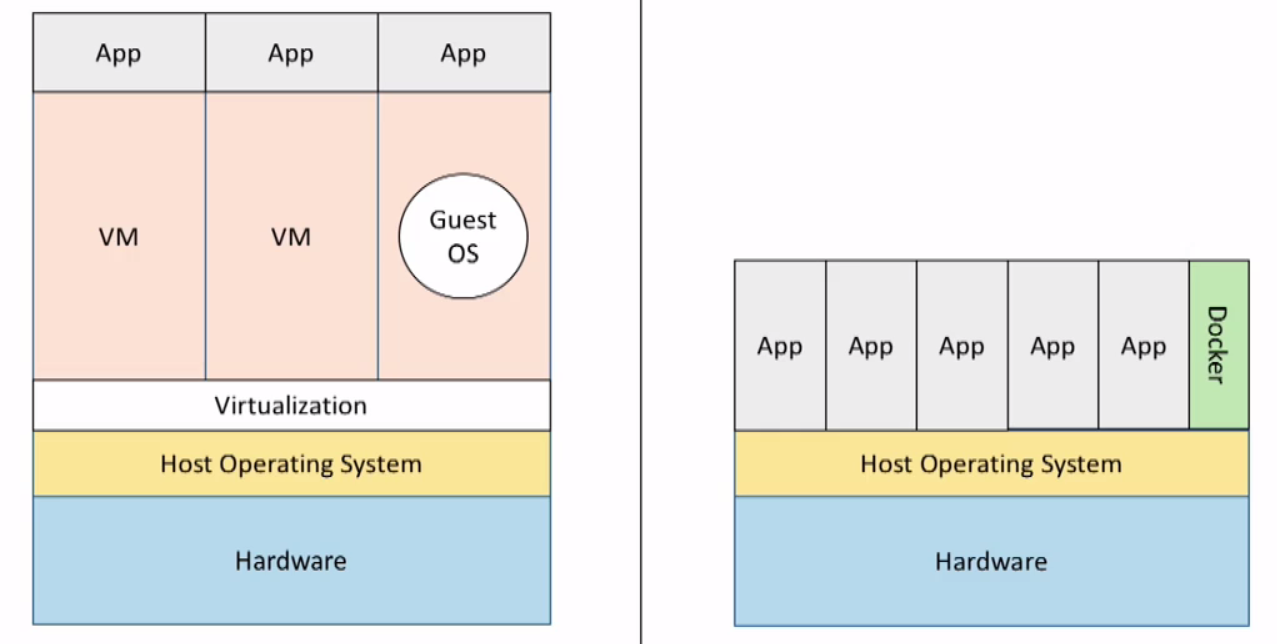 App
App
App
VM
VM
Guest
OS
Virtualization
Host Operating System
Hardware
App
App
App
App
App
Docker
Host Operating System
Hardware